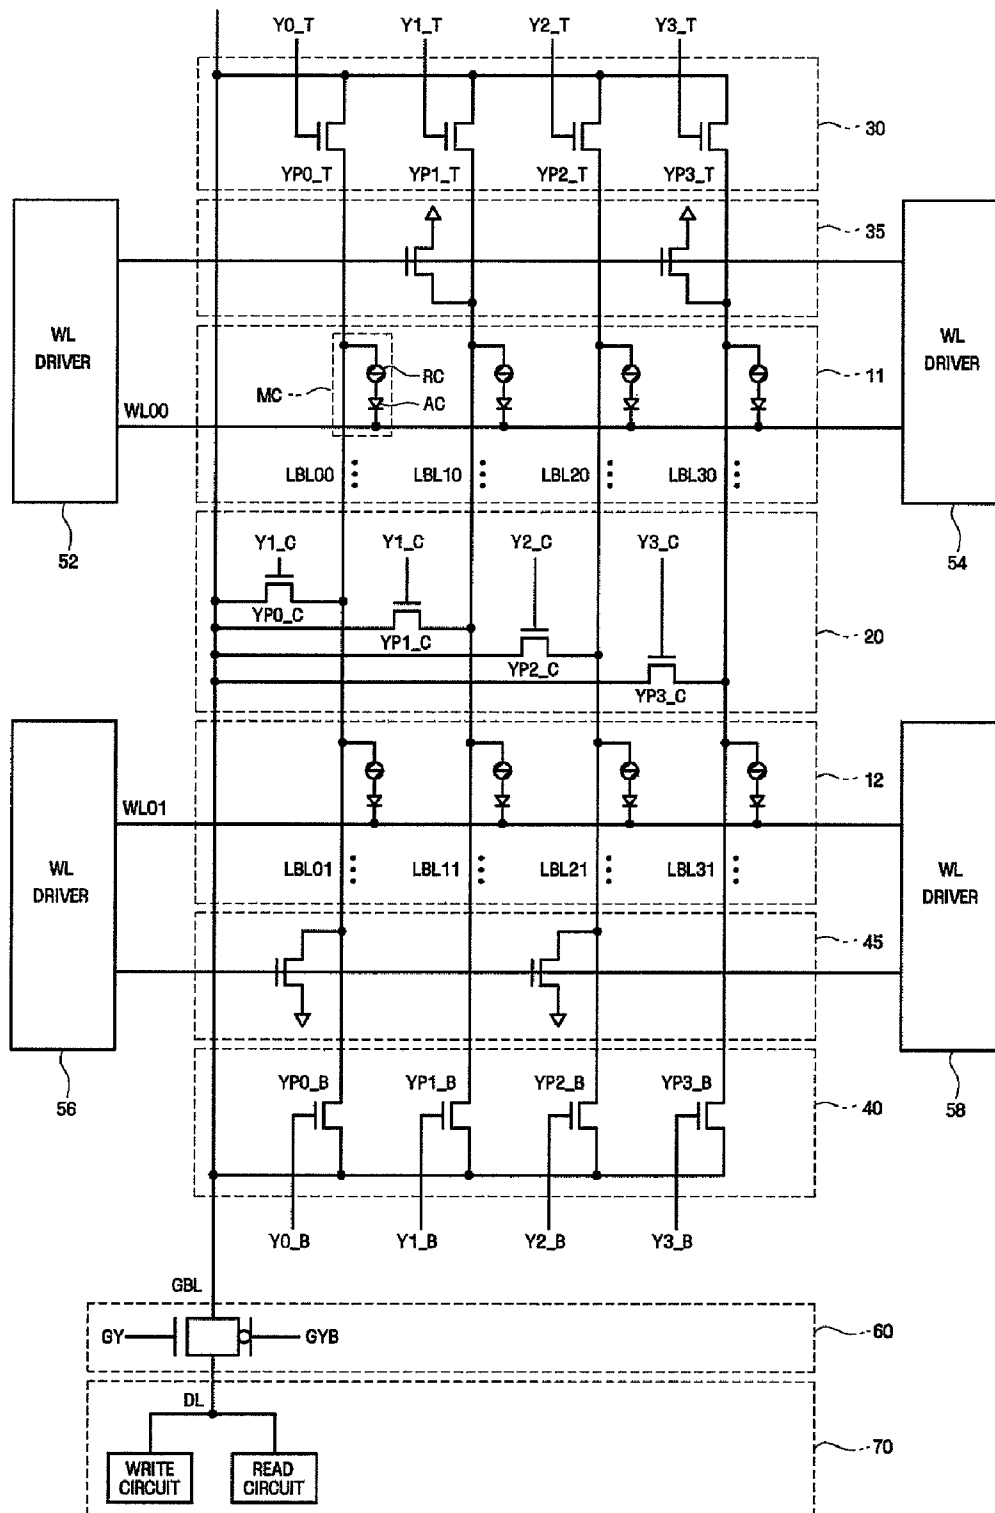 Y0_T Y1_T Y2_T Y3_T
30
YP0_T YP1_T YP2_T YP3_T
35
WL
DRIVER
WL
DRIVER
MC RC
AC
11
WL00
LBL00 LBL10 LBL20 LBL30
52
54
Y1_C Y1_C Y2_C Y3_C
YP0_C
YP1_C
YP2_C
YP3_C
20
12
WL01
LBL01 LBL11 LBL21 LBL31
WL
DRIVER
WL
DRIVER
45
YP0_B YP1_B YP2_B YP3_B
56
40
58
Y0_B Y1_B Y2_B Y3_B
GBL
GY GYB
60
DL
WRITE
CIRCUIT
READ
CIRCUIT
70